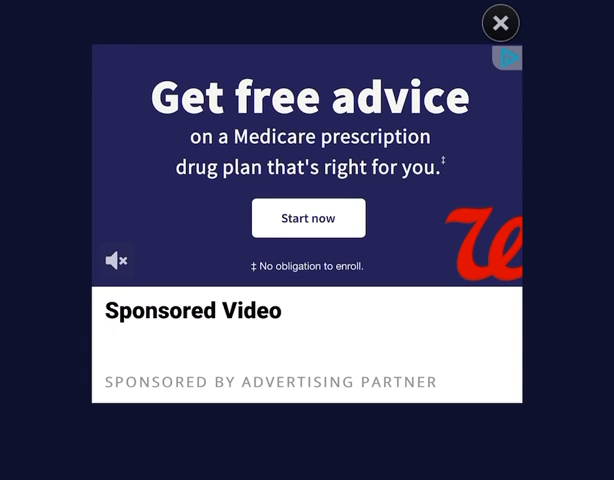 Get free advice
on a Medicare prescription
drug plan that's right for you.‡
Start now
‡ No obligation to enroll.
Sponsored Video
SPONSORED BY ADVERTISING PARTNER